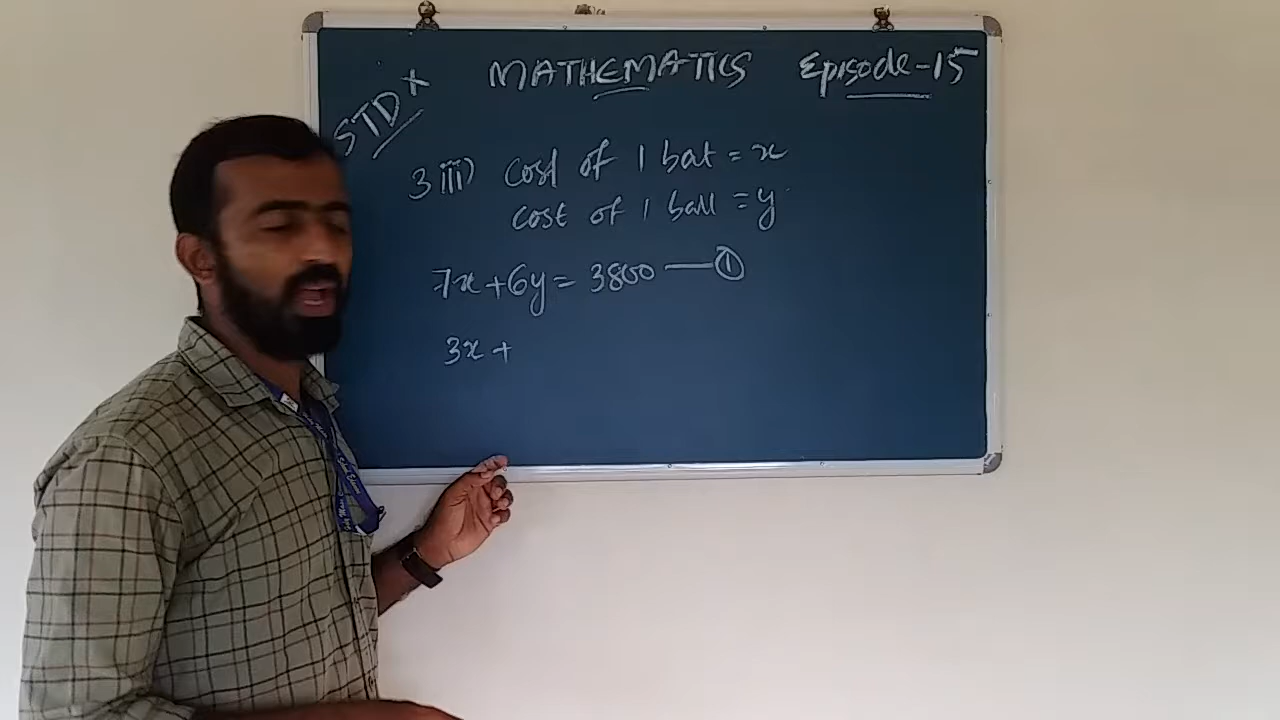 MATHEMATICS Episode-15
STD X
3 iii) cost of 1 bat = x
cost of 1 ball = y
7x + 6y = 3800 — ①
3x +